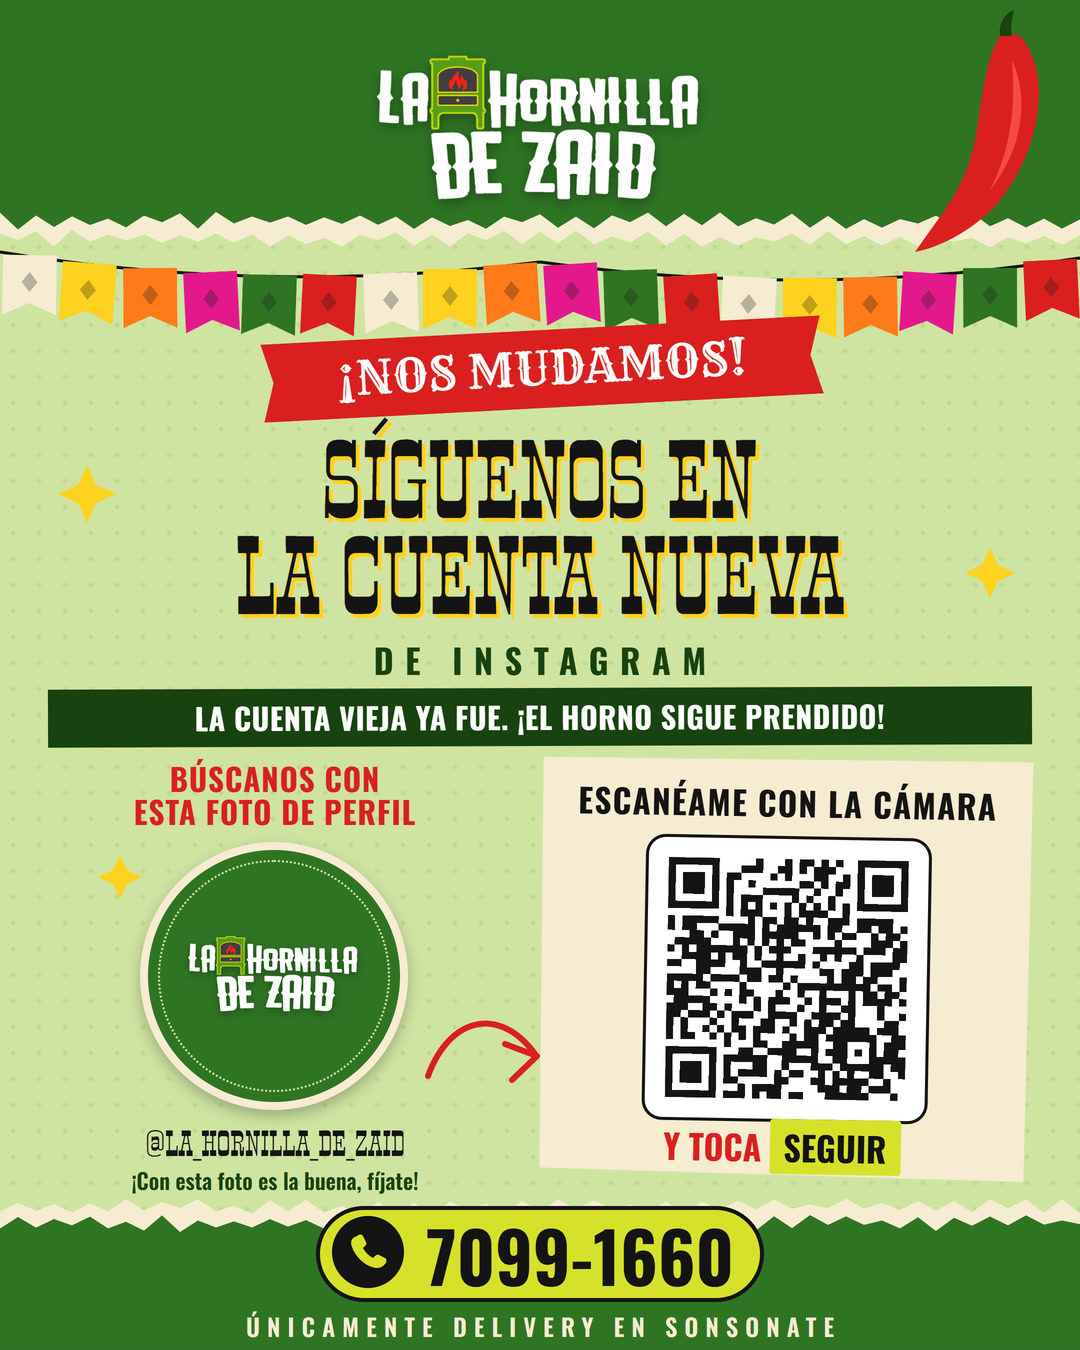 LA HORNILLA
DE ZAID
¡NOS MUDAMOS!
SÍGUENOS EN
LA CUENTA NUEVA
DE INSTAGRAM
LA CUENTA VIEJA YA FUE. ¡EL HORNO SIGUE PRENDIDO!
BÚSCANOS CON
ESTA FOTO DE PERFIL
LA HORNILLA
DE ZAID
@LA_HORNILLA_DE_ZAID
¡Con esta foto es la buena, fíjate!
ESCANÉAME CON LA CÁMARA
Y TOCA SEGUIR
7099-1660
ÚNICAMENTE DELIVERY EN SONSONATE